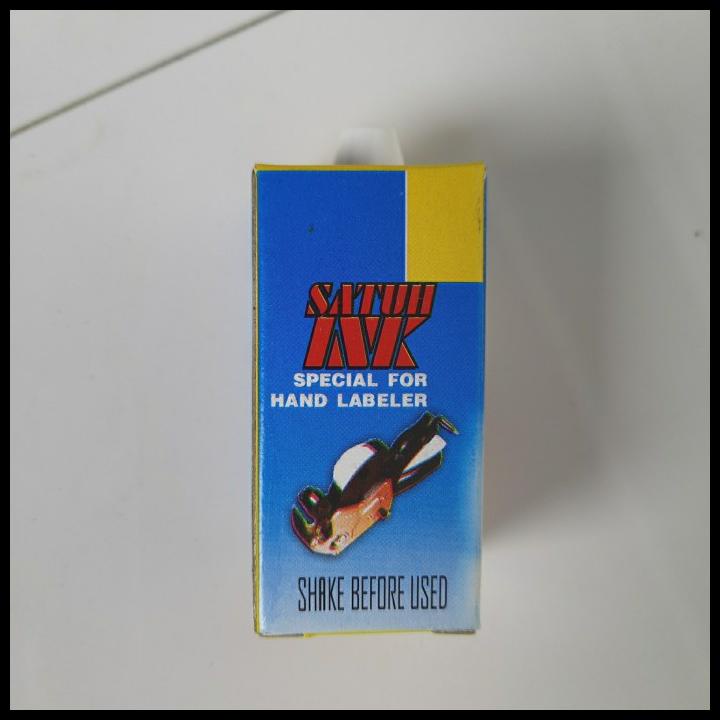 SATUH
INK
SPECIAL FOR
HAND LABELER
SHAKE BEFORE USED